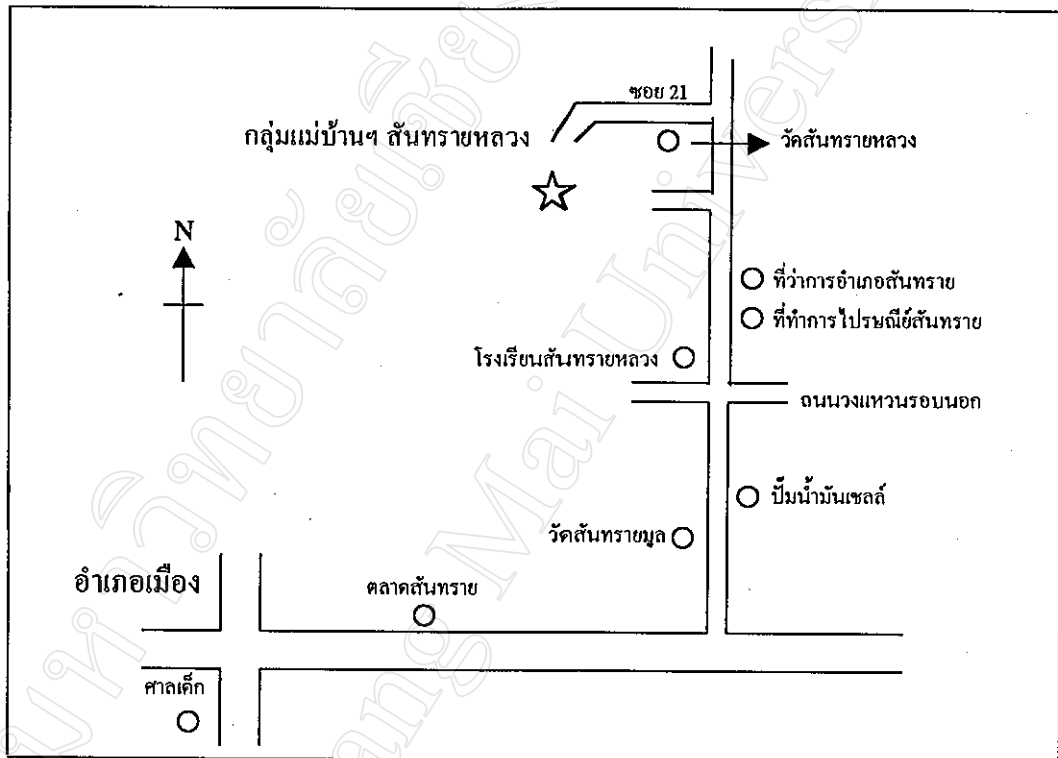 ซอย 21
กลุ่มแม่บ้านฯ สันทรายหลวง
วัดสันทรายหลวง
N
ที่ว่าการอำเภอสันทราย
ที่ทำการไปรษณีย์สันทราย
โรงเรียนสันทรายหลวง
ถนนวงแหวนรอบนอก
ปั๊มน้ำมันเชลล์
วัดสันทรายมูล
อำเภอเมือง
ตลาดสันทราย
ศาลเด็ก